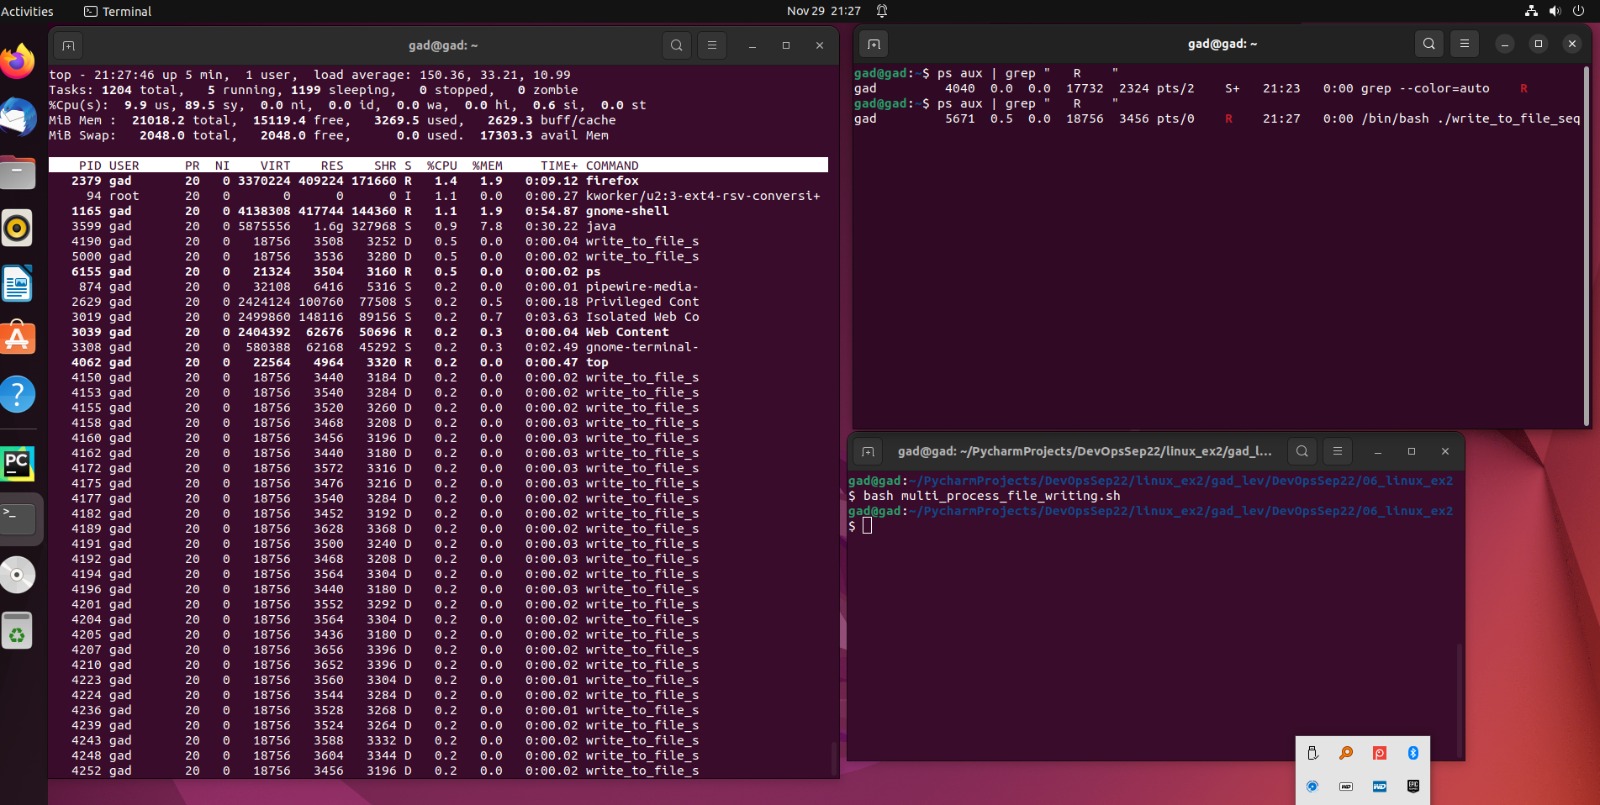 Activities
Terminal
Nov 29 21:27
gad@gad: ~
top - 21:27:46 up 5 min, 1 user, load average: 150.36, 33.21, 10.99
Tasks: 1204 total, 5 running, 1199 sleeping, 0 stopped, 0 zombie
%Cpu(s): 9.9 us, 89.5 sy, 0.0 ni, 0.0 id, 0.0 wa, 0.0 hi, 0.6 si, 0.0 st
MiB Mem : 21018.2 total, 15119.4 free, 3269.5 used, 2629.3 buff/cache
MiB Swap: 2048.0 total, 2048.0 free, 0.0 used. 17303.3 avail Mem
PID USER PR NI VIRT RES SHR S %CPU %MEM TIME+ COMMAND
2379 gad 20 0 3370224 409224 171660 R 1.4 1.9 0:09.12 firefox
94 root 20 0 0 0 0 I 1.1 0.0 0:00.27 kworker/u2:3-ext4-rsv-conversi+
1165 gad 20 0 4138308 417744 144360 R 1.1 1.9 0:54.87 gnome-shell
3599 gad 20 0 5875556 1.6g 327968 S 0.9 7.8 0:30.22 java
4190 gad 20 0 18756 3508 3252 D 0.5 0.0 0:00.04 write_to_file_s
5000 gad 20 0 18756 3536 3280 D 0.5 0.0 0:00.02 write_to_file_s
6155 gad 20 0 21324 3504 3160 R 0.5 0.0 0:00.02 ps
874 gad 20 0 32108 6416 5316 S 0.2 0.0 0:00.01 pipewire-media-
2629 gad 20 0 2424124 100760 77508 S 0.2 0.5 0:00.18 Privileged Cont
3019 gad 20 0 2499860 148116 89156 S 0.2 0.7 0:03.63 Isolated Web Co
3039 gad 20 0 2404392 62676 50696 R 0.2 0.3 0:00.04 Web Content
3308 gad 20 0 580388 62168 45292 S 0.2 0.3 0:02.49 gnome-terminal-
4062 gad 20 0 22564 4964 3320 R 0.2 0.0 0:00.47 top
4150 gad 20 0 18756 3440 3184 D 0.2 0.0 0:00.02 write_to_file_s
4153 gad 20 0 18756 3540 3284 D 0.2 0.0 0:00.02 write_to_file_s
4155 gad 20 0 18756 3520 3260 D 0.2 0.0 0:00.02 write_to_file_s
4158 gad 20 0 18756 3468 3208 D 0.2 0.0 0:00.03 write_to_file_s
4160 gad 20 0 18756 3456 3196 D 0.2 0.0 0:00.03 write_to_file_s
4162 gad 20 0 18756 3440 3180 D 0.2 0.0 0:00.02 write_to_file_s
4172 gad 20 0 18756 3572 3316 D 0.2 0.0 0:00.02 write_to_file_s
4175 gad 20 0 18756 3476 3216 D 0.2 0.0 0:00.03 write_to_file_s
4177 gad 20 0 18756 3540 3284 D 0.2 0.0 0:00.02 write_to_file_s
4182 gad 20 0 18756 3452 3192 D 0.2 0.0 0:00.02 write_to_file_s
4189 gad 20 0 18756 3628 3368 D 0.2 0.0 0:00.02 write_to_file_s
4191 gad 20 0 18756 3500 3240 D 0.2 0.0 0:00.03 write_to_file_s
4192 gad 20 0 18756 3468 3208 D 0.2 0.0 0:00.03 write_to_file_s
4194 gad 20 0 18756 3564 3304 D 0.2 0.0 0:00.02 write_to_file_s
4196 gad 20 0 18756 3440 3180 D 0.2 0.0 0:00.03 write_to_file_s
4201 gad 20 0 18756 3552 3292 D 0.2 0.0 0:00.02 write_to_file_s
4204 gad 20 0 18756 3564 3304 D 0.2 0.0 0:00.02 write_to_file_s
4205 gad 20 0 18756 3436 3180 D 0.2 0.0 0:00.02 write_to_file_s
4207 gad 20 0 18756 3656 3396 D 0.2 0.0 0:00.02 write_to_file_s
4210 gad 20 0 18756 3652 3396 D 0.2 0.0 0:00.02 write_to_file_s
4223 gad 20 0 18756 3560 3304 D 0.2 0.0 0:00.01 write_to_file_s
4224 gad 20 0 18756 3544 3284 D 0.2 0.0 0:00.02 write_to_file_s
4236 gad 20 0 18756 3528 3268 D 0.2 0.0 0:00.01 write_to_file_s
4239 gad 20 0 18756 3524 3264 D 0.2 0.0 0:00.02 write_to_file_s
4243 gad 20 0 18756 3588 3332 D 0.2 0.0 0:00.02 write_to_file_s
4248 gad 20 0 18756 3604 3344 D 0.2 0.0 0:00.02 write_to_file_s
4252 gad 20 0 18756 3456 3196 D 0.2 0.0 0:00.02 write_to_file_s
gad@gad: ~
gad@gad:~$ ps aux | grep "   R    "
gad 4040 0.0 0.0 17732 2324 pts/2 S+ 21:23 0:00 grep --color=auto    R
gad@gad:~$ ps aux | grep "   R    "
gad 5671 0.5 0.0 18756 3456 pts/0 R 21:27 0:00 /bin/bash ./write_to_file_seq
gad@gad: ~/PycharmProjects/DevOpsSep22/linux_ex2/gad_l...
gad@gad:~/PycharmProjects/DevOpsSep22/linux_ex2/gad_lev/DevOpsSep22/06_linux_ex2
$ bash multi_process_file_writing.sh
gad@gad:~/PycharmProjects/DevOpsSep22/linux_ex2/gad_lev/DevOpsSep22/06_linux_ex2
$
PC